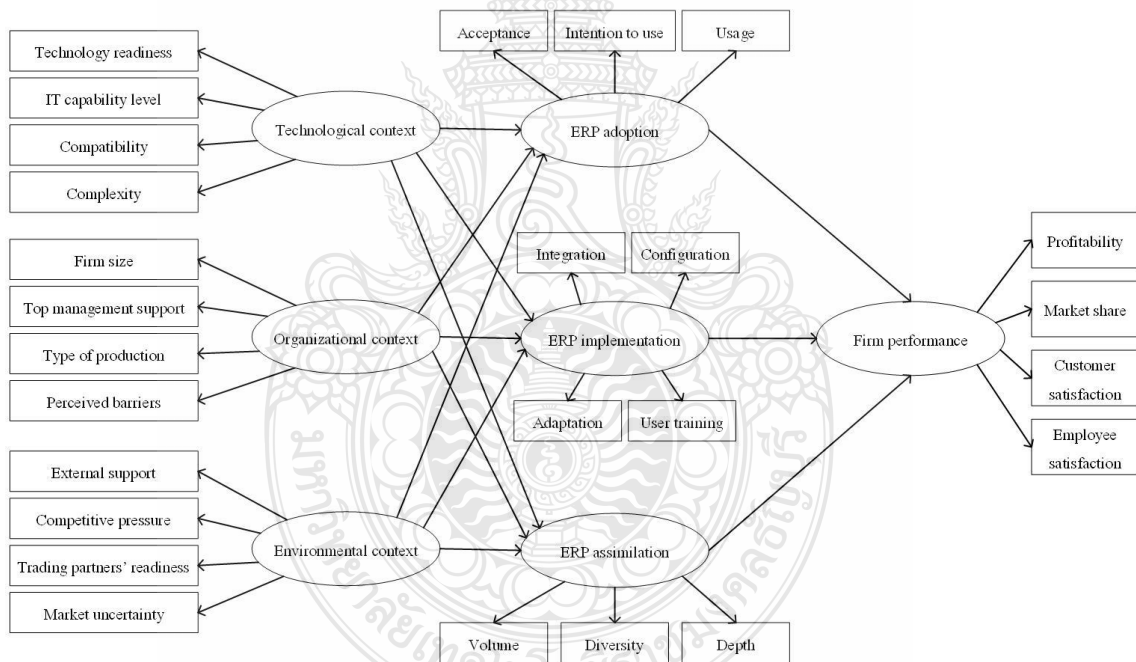 Acceptance
Intention to use
Usage
Technology readiness
IT capability level
Compatibility
Complexity
Technological context
ERP adoption
Firm size
Top management support
Type of production
Perceived barriers
Organizational context
Integration
Configuration
ERP implementation
Adaptation
User training
Firm performance
Profitability
Market share
Customer
satisfaction
Employee
satisfaction
External support
Competitive pressure
Trading partners’ readiness
Market uncertainty
Environmental context
ERP assimilation
Volume
Diversity
Depth